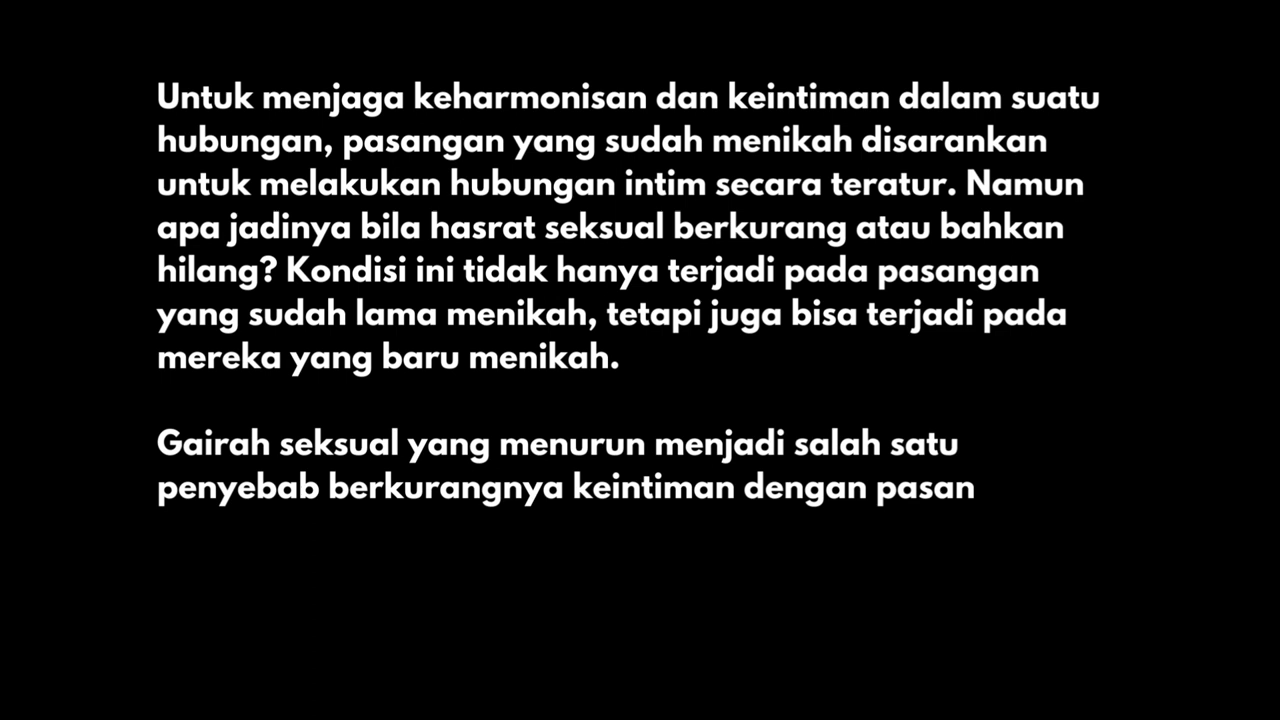 Untuk menjaga keharmonisan dan keintiman dalam suatu
hubungan, pasangan yang sudah menikah disarankan
untuk melakukan hubungan intim secara teratur. Namun
apa jadinya bila hasrat seksual berkurang atau bahkan
hilang? Kondisi ini tidak hanya terjadi pada pasangan
yang sudah lama menikah, tetapi juga bisa terjadi pada
mereka yang baru menikah.
Gairah seksual yang menurun menjadi salah satu
penyebab berkurangnya keintiman dengan pasan